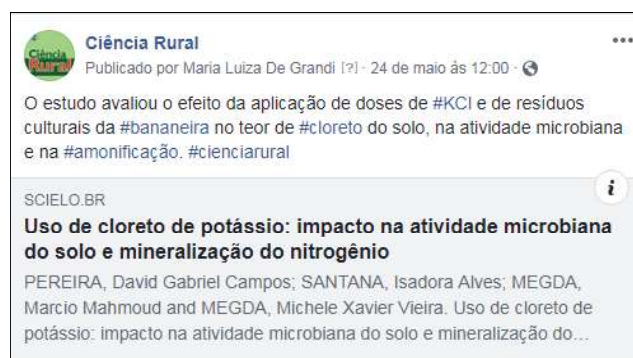 Ciência Rural
Ciência
Rural
Publicado por Maria Luiza De Grandi [?] · 24 de maio ás 12:00 ·
O estudo avaliou o efeito da aplicação de doses de #KCl e de resíduos
culturais da #bananeira no teor de #cloreto do solo, na atividade microbiana
e na #amonificação. #cienciarural
i
SCIELO.BR
Uso de cloreto de potássio: impacto na atividade microbiana
do solo e mineralização do nitrogênio
PEREIRA, David Gabriel Campos; SANTANA, Isadora Alves; MEGDA,
Marcio Mahmoud and MEGDA, Michele Xavier Vieira. Uso de cloreto de
potássio: impacto na atividade microbiana do solo e mineralização do...